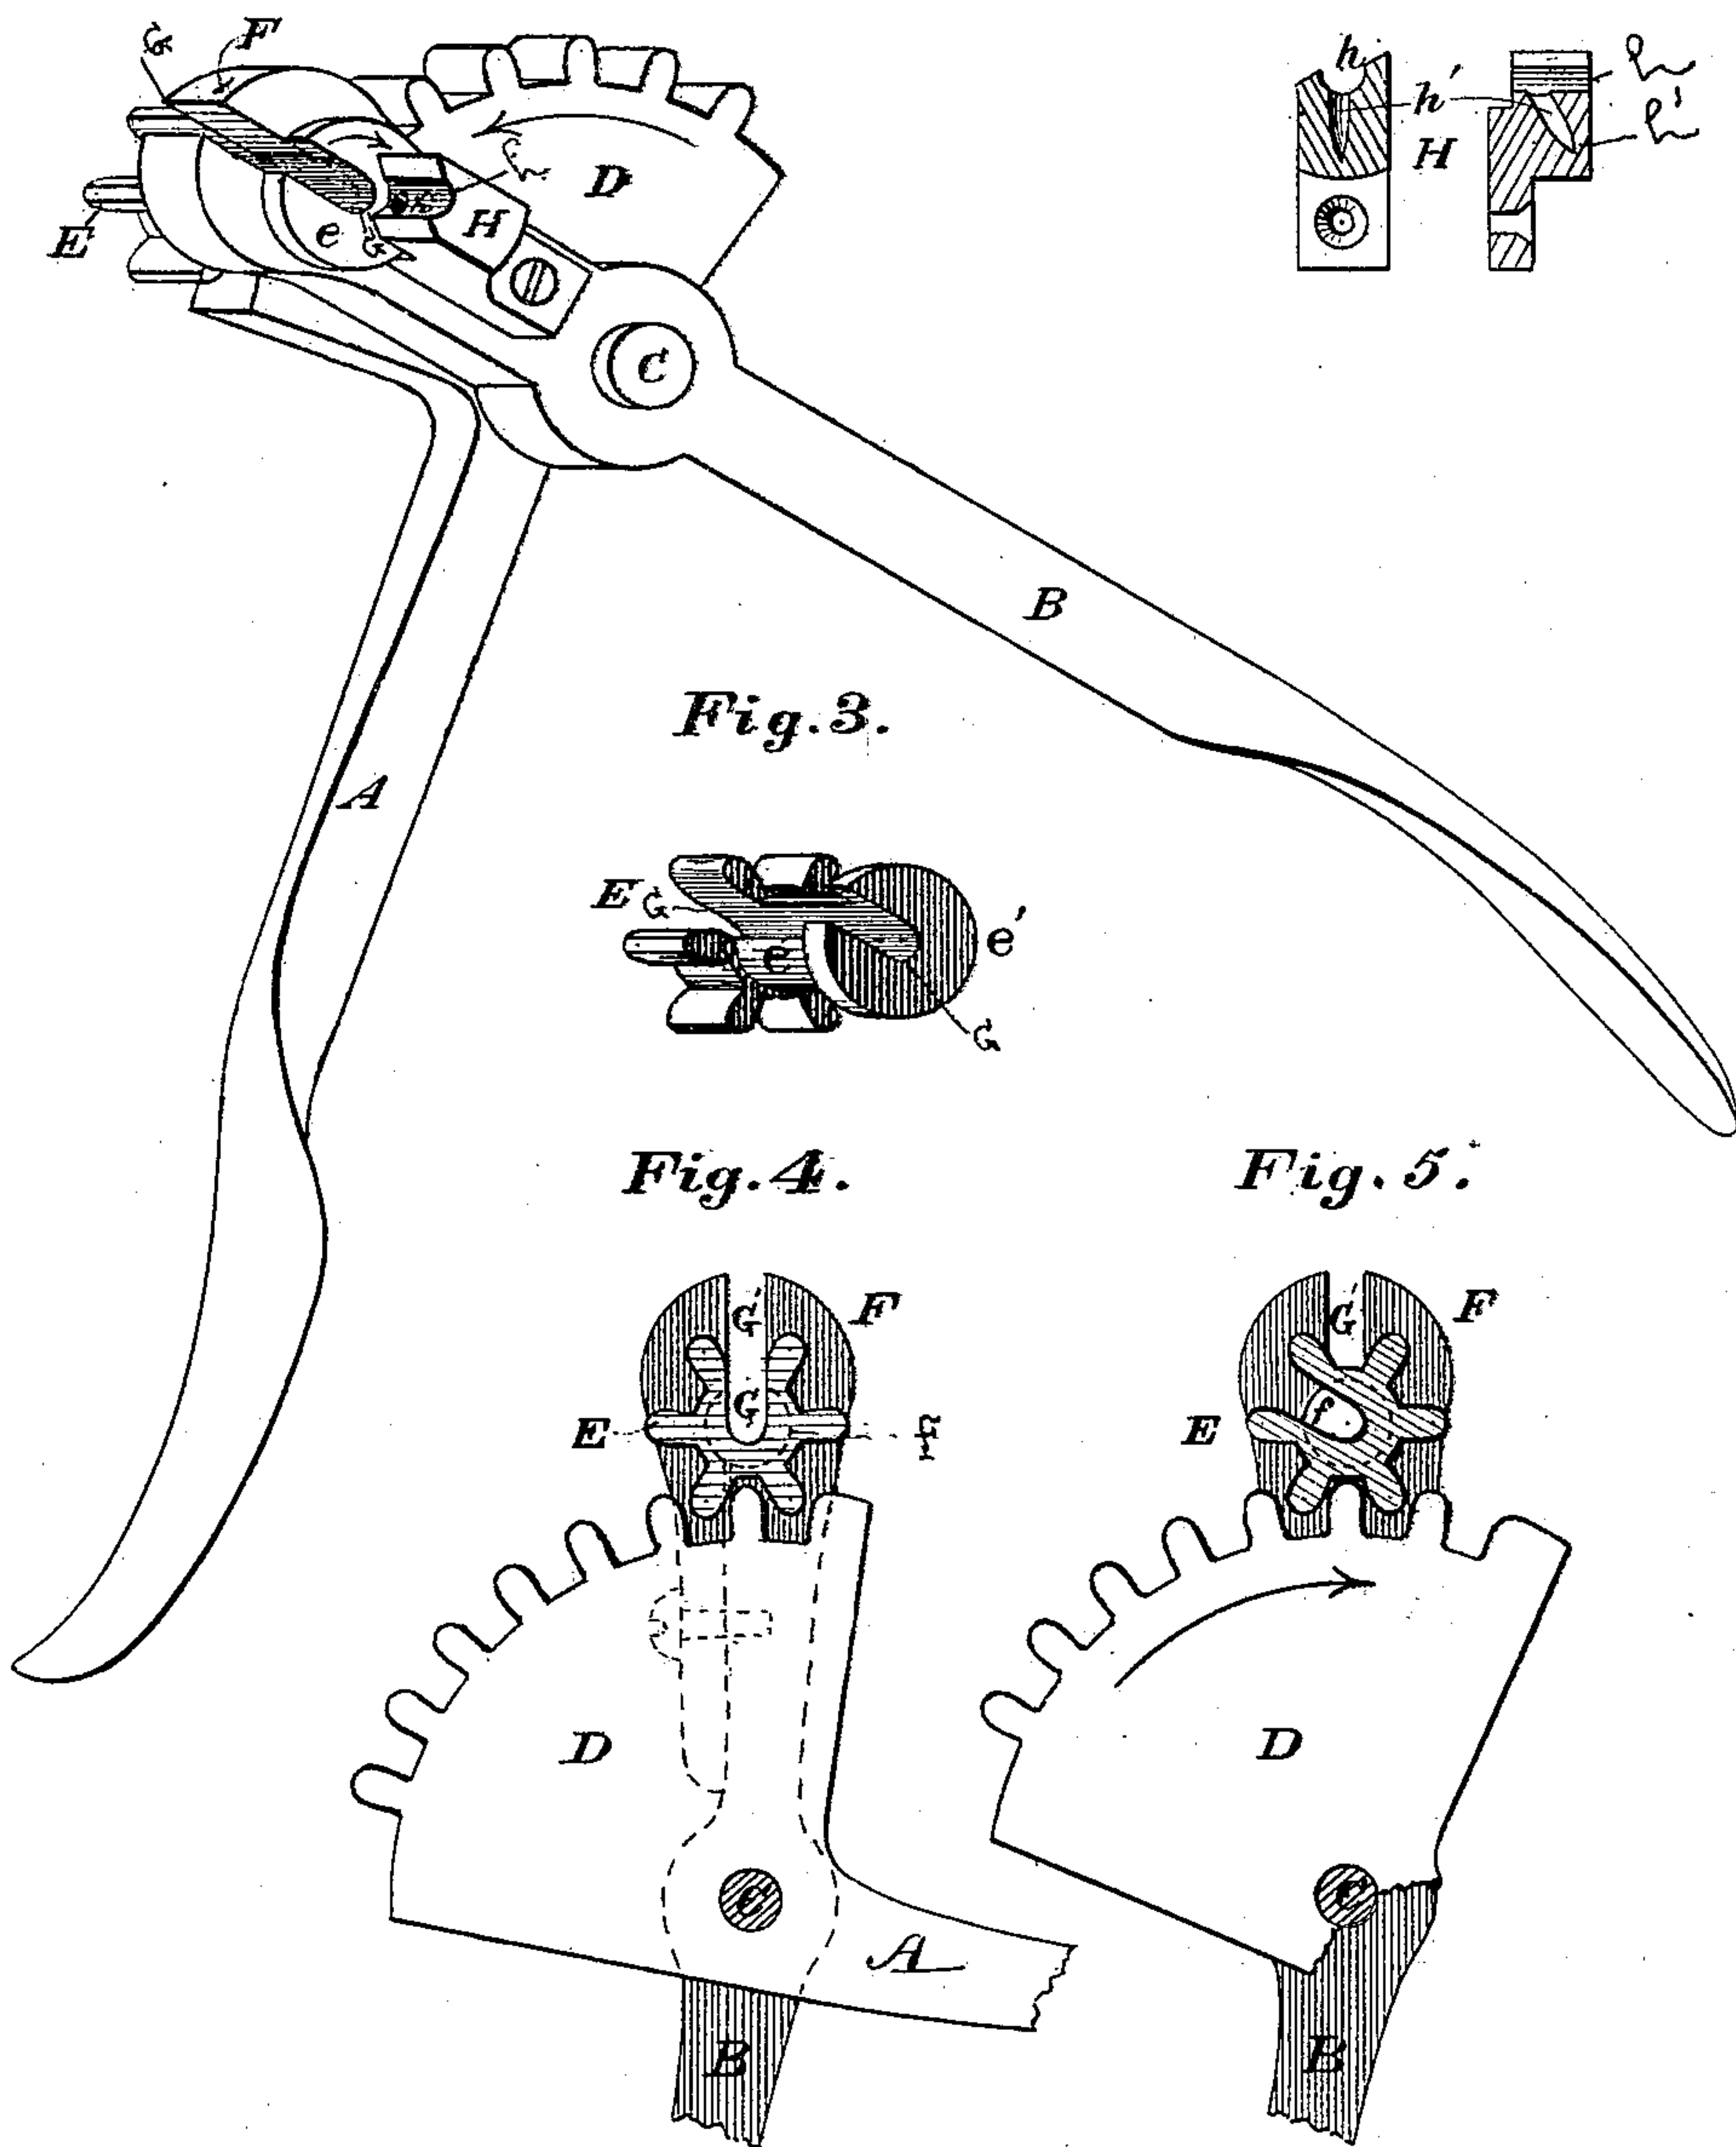 G F
h
h' h
H h'
D
h
H
E e G
C
B
Fig. 3.
A
E G
e e'
G
Fig. 4. Fig. 5.
G' F G' F
G
E f E f
D D
C C
A
B B